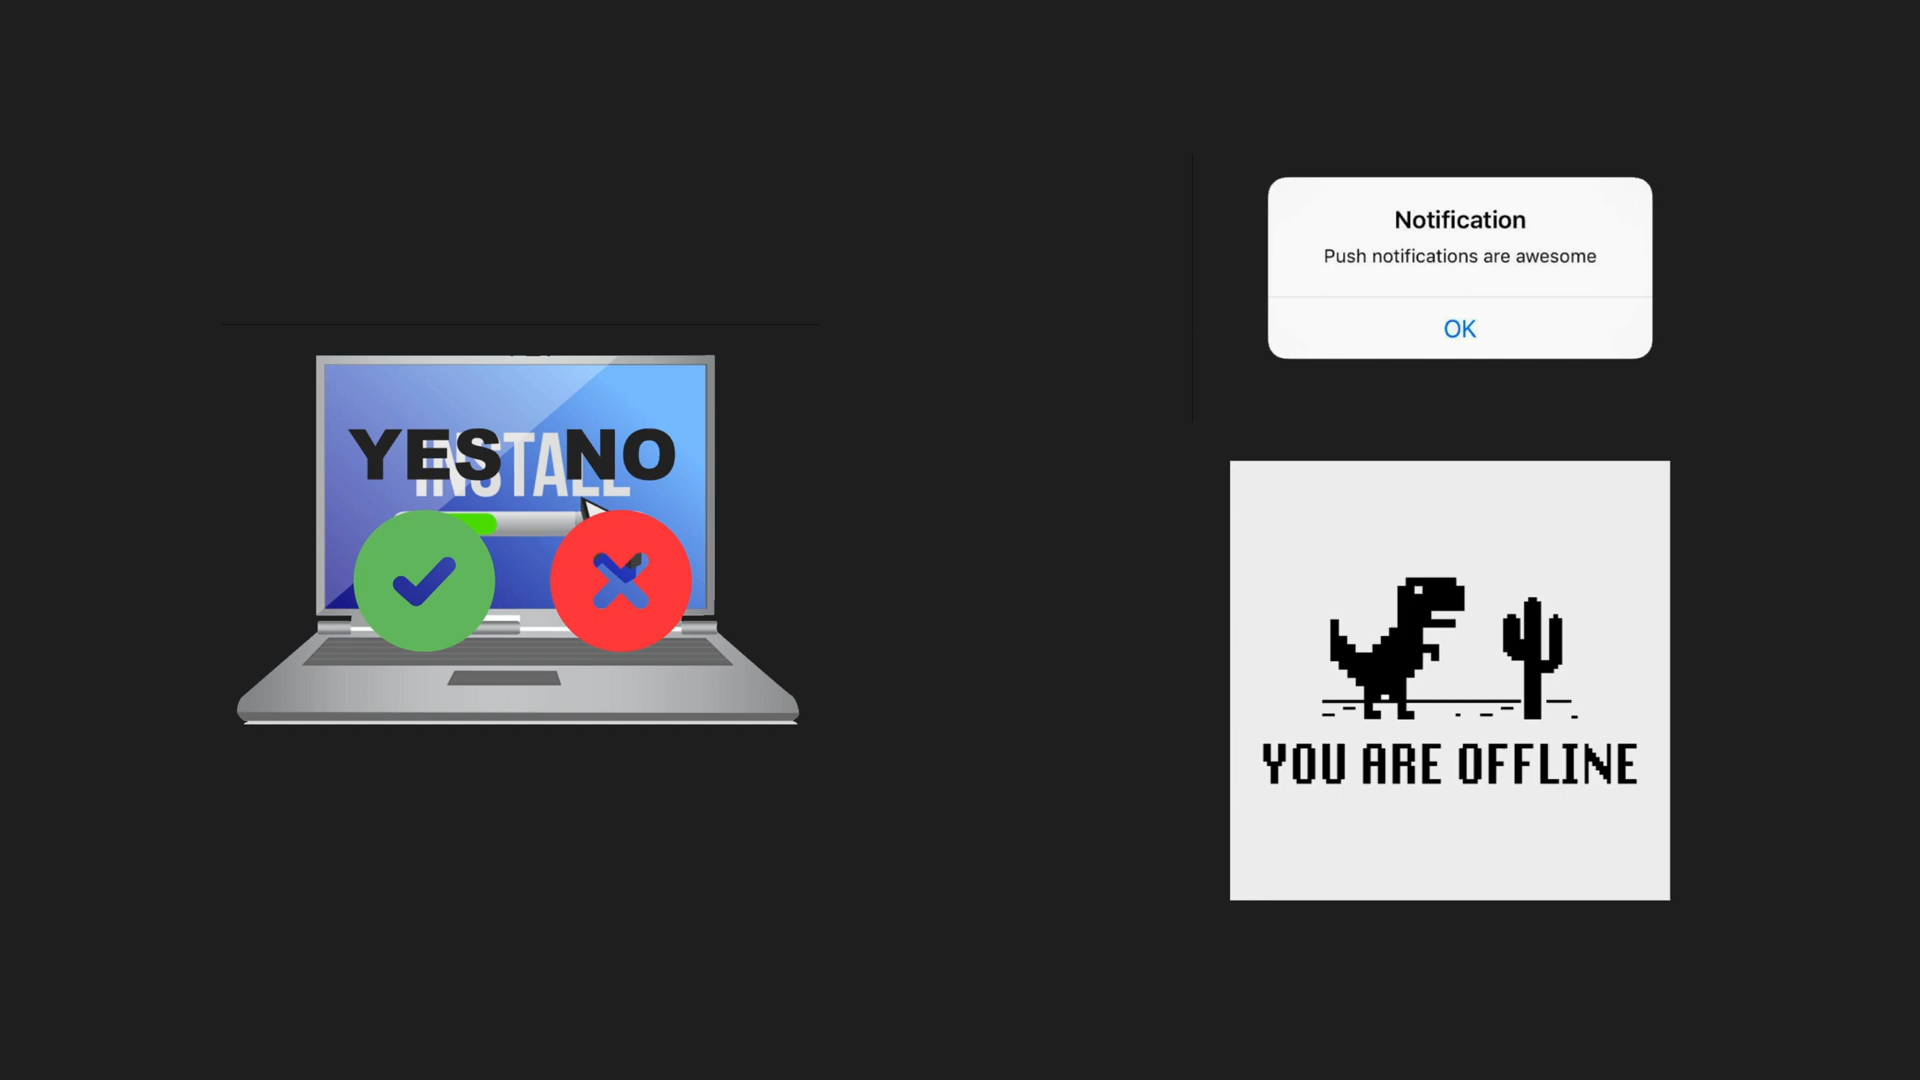 YES NO
INSTALL
Notification
Push notifications are awesome
OK
YOU ARE OFFLINE